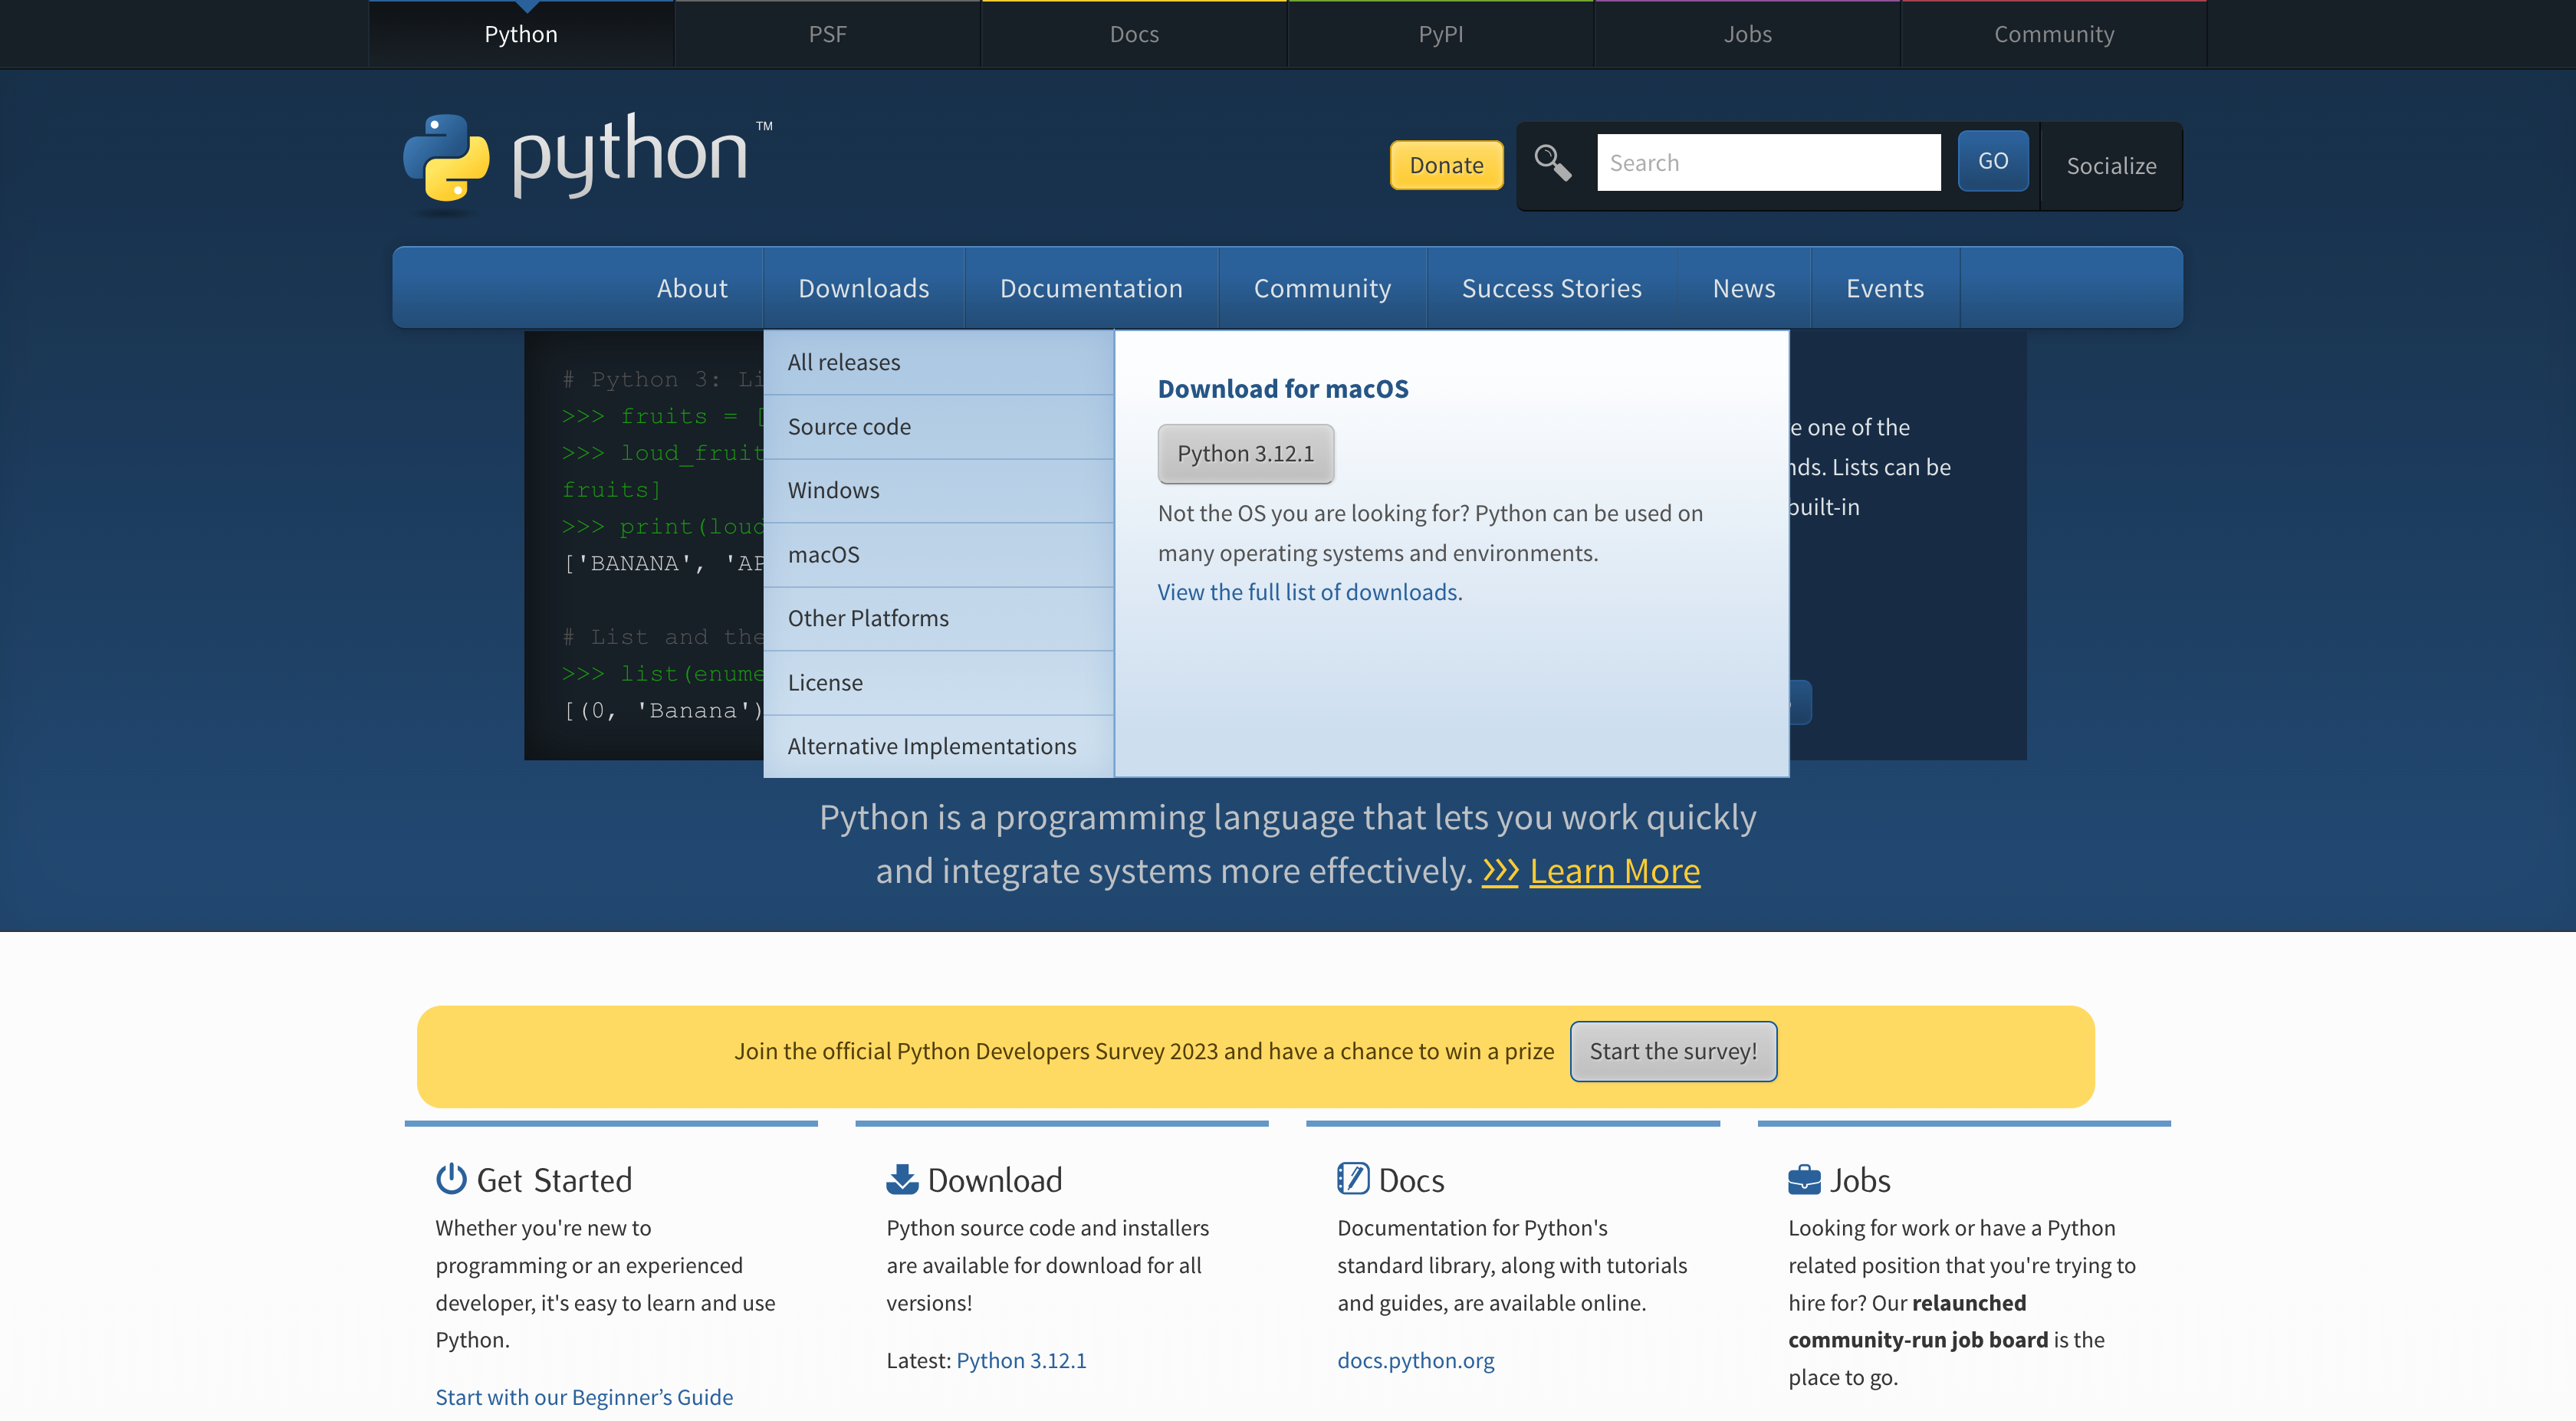 Python
PSF
Docs
PyPI
Jobs
Community
python™
Donate
Search
GO
Socialize
About
Downloads
Documentation
Community
Success Stories
News
Events
# Python 3: Li
>>> fruits = [
>>> loud_fruit
fruits]
>>> print(loud
['BANANA', 'AP
# List and the
>>> list(enume
[(0, 'Banana')
All releases
Source code
Windows
macOS
Other Platforms
License
Alternative Implementations
Download for macOS
Python 3.12.1
Not the OS you are looking for? Python can be used on
many operating systems and environments.
View the full list of downloads.
e one of the
nds. Lists can be
built-in
Python is a programming language that lets you work quickly
and integrate systems more effectively. >>> Learn More
Join the official Python Developers Survey 2023 and have a chance to win a prize
Start the survey!
Get Started
Whether you're new to
programming or an experienced
developer, it's easy to learn and use
Python.
Start with our Beginner’s Guide
Download
Python source code and installers
are available for download for all
versions!
Latest: Python 3.12.1
Docs
Documentation for Python's
standard library, along with tutorials
and guides, are available online.
docs.python.org
Jobs
Looking for work or have a Python
related position that you're trying to
hire for? Our relaunched
community-run job board is the
place to go.